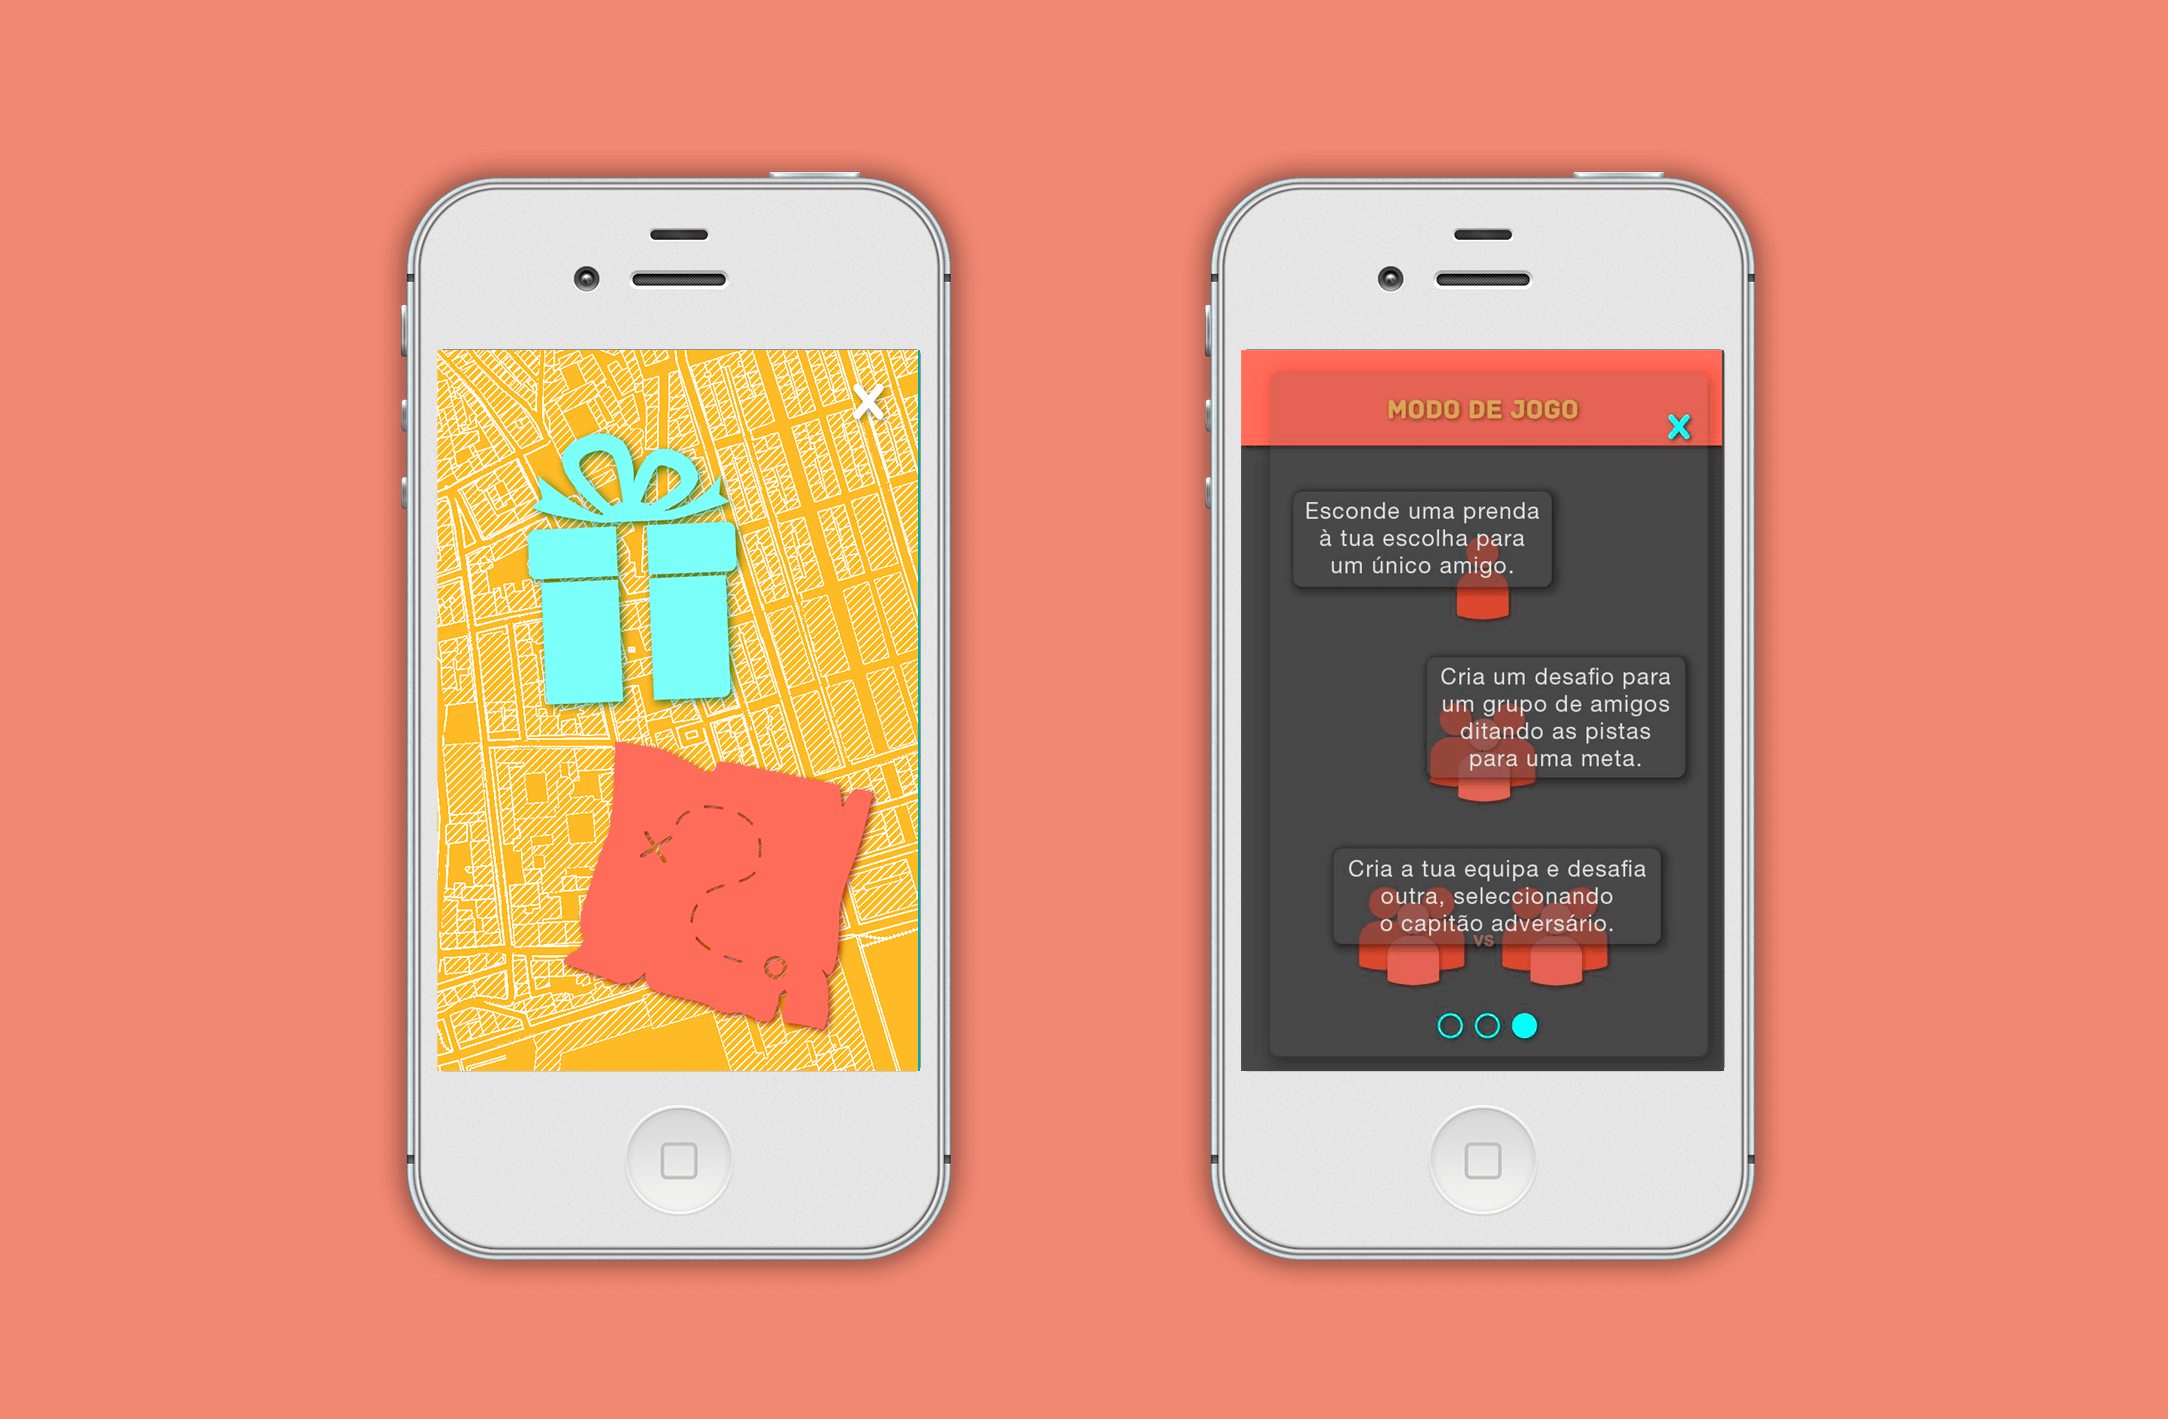 MODO DE JOGO
Esconde uma prenda
à tua escolha para
um único amigo.
Cria um desafio para
um grupo de amigos
ditando as pistas
para uma meta.
Cria a tua equipa e desafia
outra, seleccionando
o capitão adversário.
VS